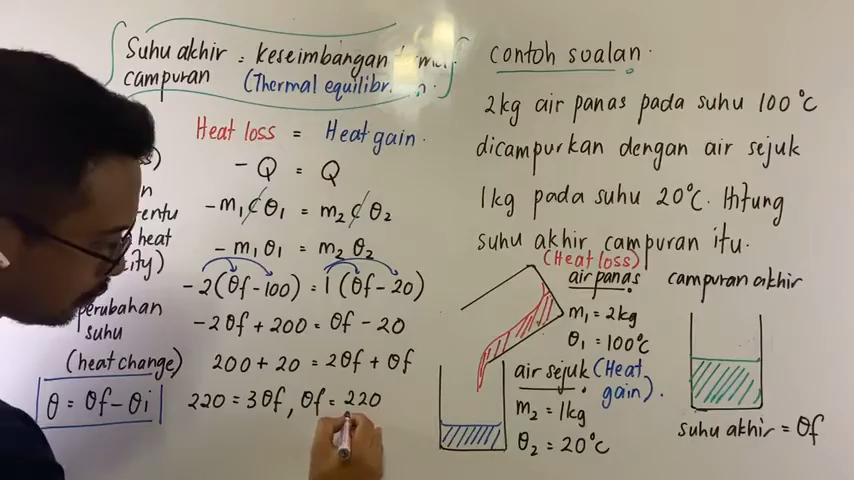 Suhu akhir = keseimbangan
campuran (Thermal equilibr
Heat loss = Heat gain.
- Q = Q
-m₁¢θ₁ = m₂¢θ₂
-m₁θ₁ = m₂θ₂
-2(θf-100) = 1(θf-20)
-2θf + 200 = θf - 20
200 + 20 = 2θf + θf
220 = 3θf, θf = 220
heat
perubahan
suhu
(heat change)
θ = θf - θi
contoh soalan.
2kg air panas pada suhu 100°C
dicampurkan dengan air sejuk
1kg pada suhu 20°C. Hitung
suhu akhir campuran itu.
(Heat loss)
air panas
m₁ = 2kg
θ₁ = 100°C
air sejuk (Heat
gain).
m₂ = 1kg
θ₂ = 20°C
campuran akhir
suhu akhir = θf